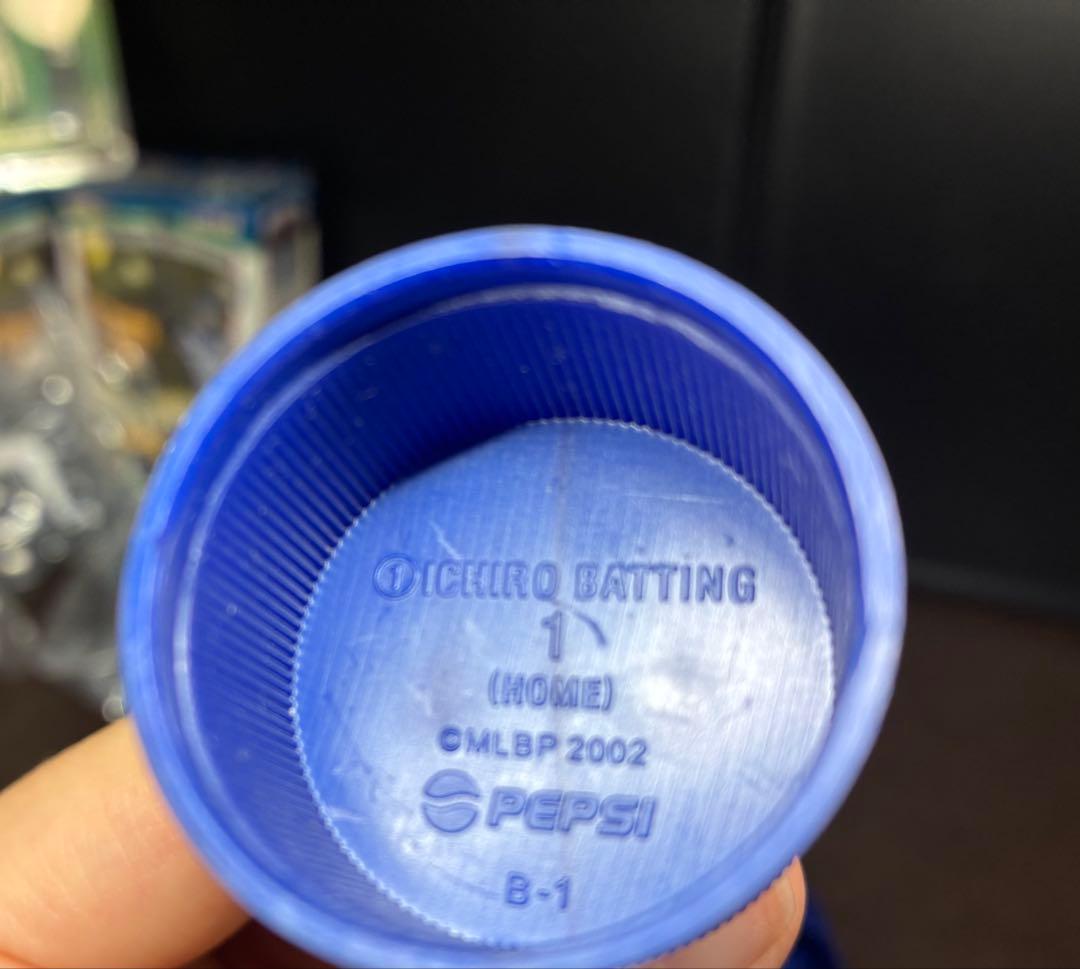 ①ICHIRO BATTING
1
(HOME)
©MLBP 2002
PEPSI
B-1